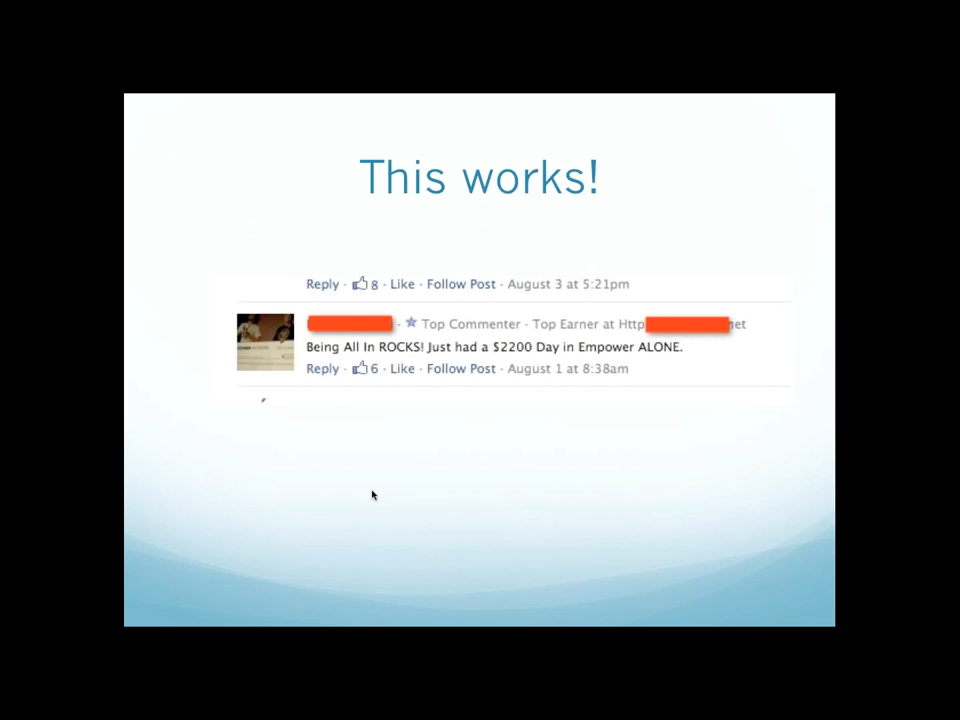 This works!
Reply · 8 · Like · Follow Post · August 3 at 5:21pm
· Top Commenter · Top Earner at Http net
Being All In ROCKS! Just had a $2200 Day in Empower ALONE.
Reply · 6 · Like · Follow Post · August 1 at 8:38am